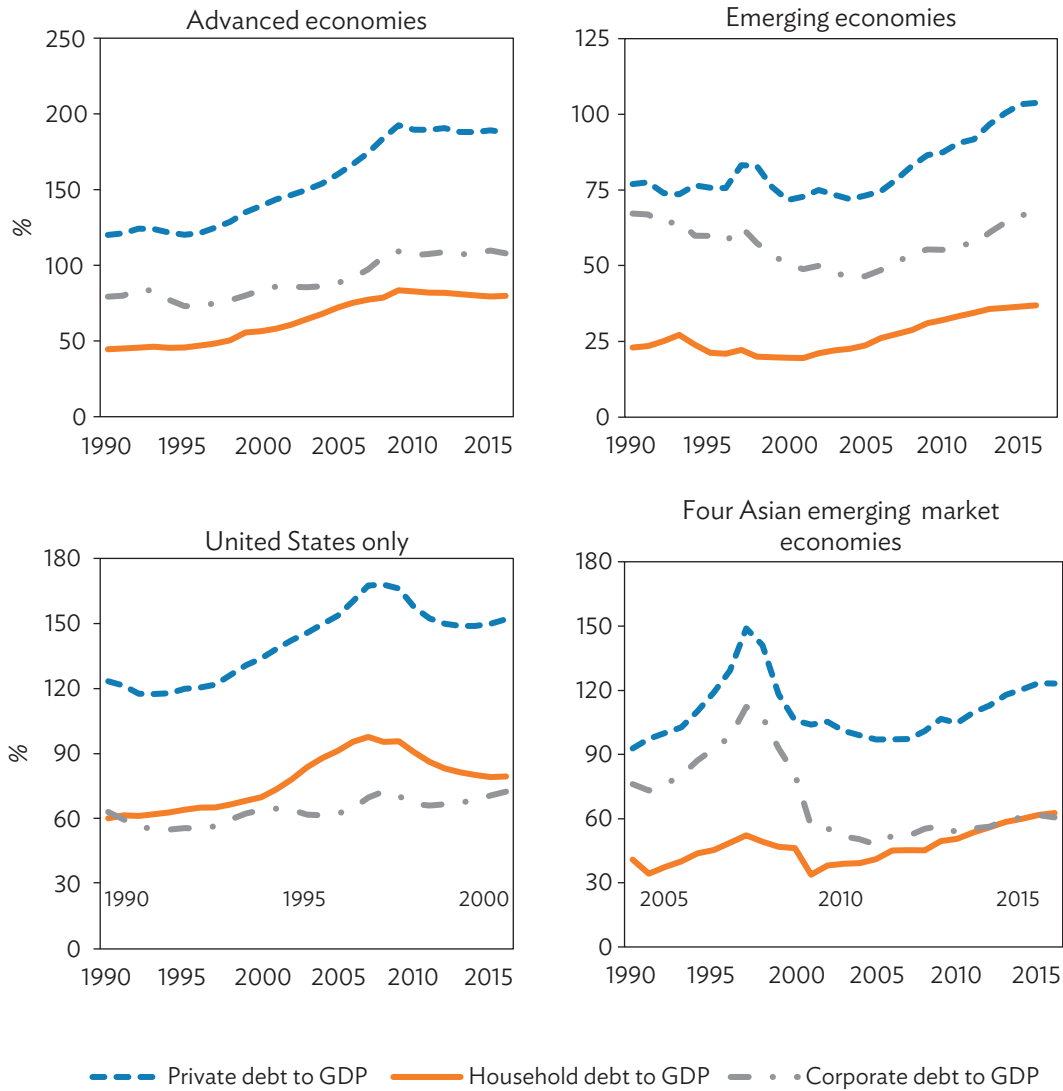 Advanced economies
250
200
150
100
50
0
%
1990 1995 2000 2005 2010 2015
Emerging economies
125
100
75
50
25
0
1990 1995 2000 2005 2010 2015
United States only
180
150
120
90
60
30
0
%
1990 1995 2000
1990 1995 2000 2005 2010 2015
Four Asian emerging market
economies
180
150
120
90
60
30
0
2005 2010 2015
1990 1995 2000 2005 2010 2015
Private debt to GDP Household debt to GDP Corporate debt to GDP